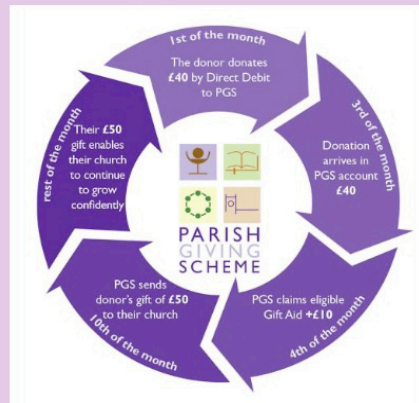 1st of the month
The donor donates
£40 by Direct Debit
to PGS
3rd of the month
Donation
arrives in
PGS account
£40
4th of the month
PGS claims eligible
Gift Aid +£10
10th of the month
PGS sends
donor's gift of £50
to their church
rest of the month
Their £50
gift enables
their church
to continue
to grow
confidently
PARISH
GIVING
SCHEME